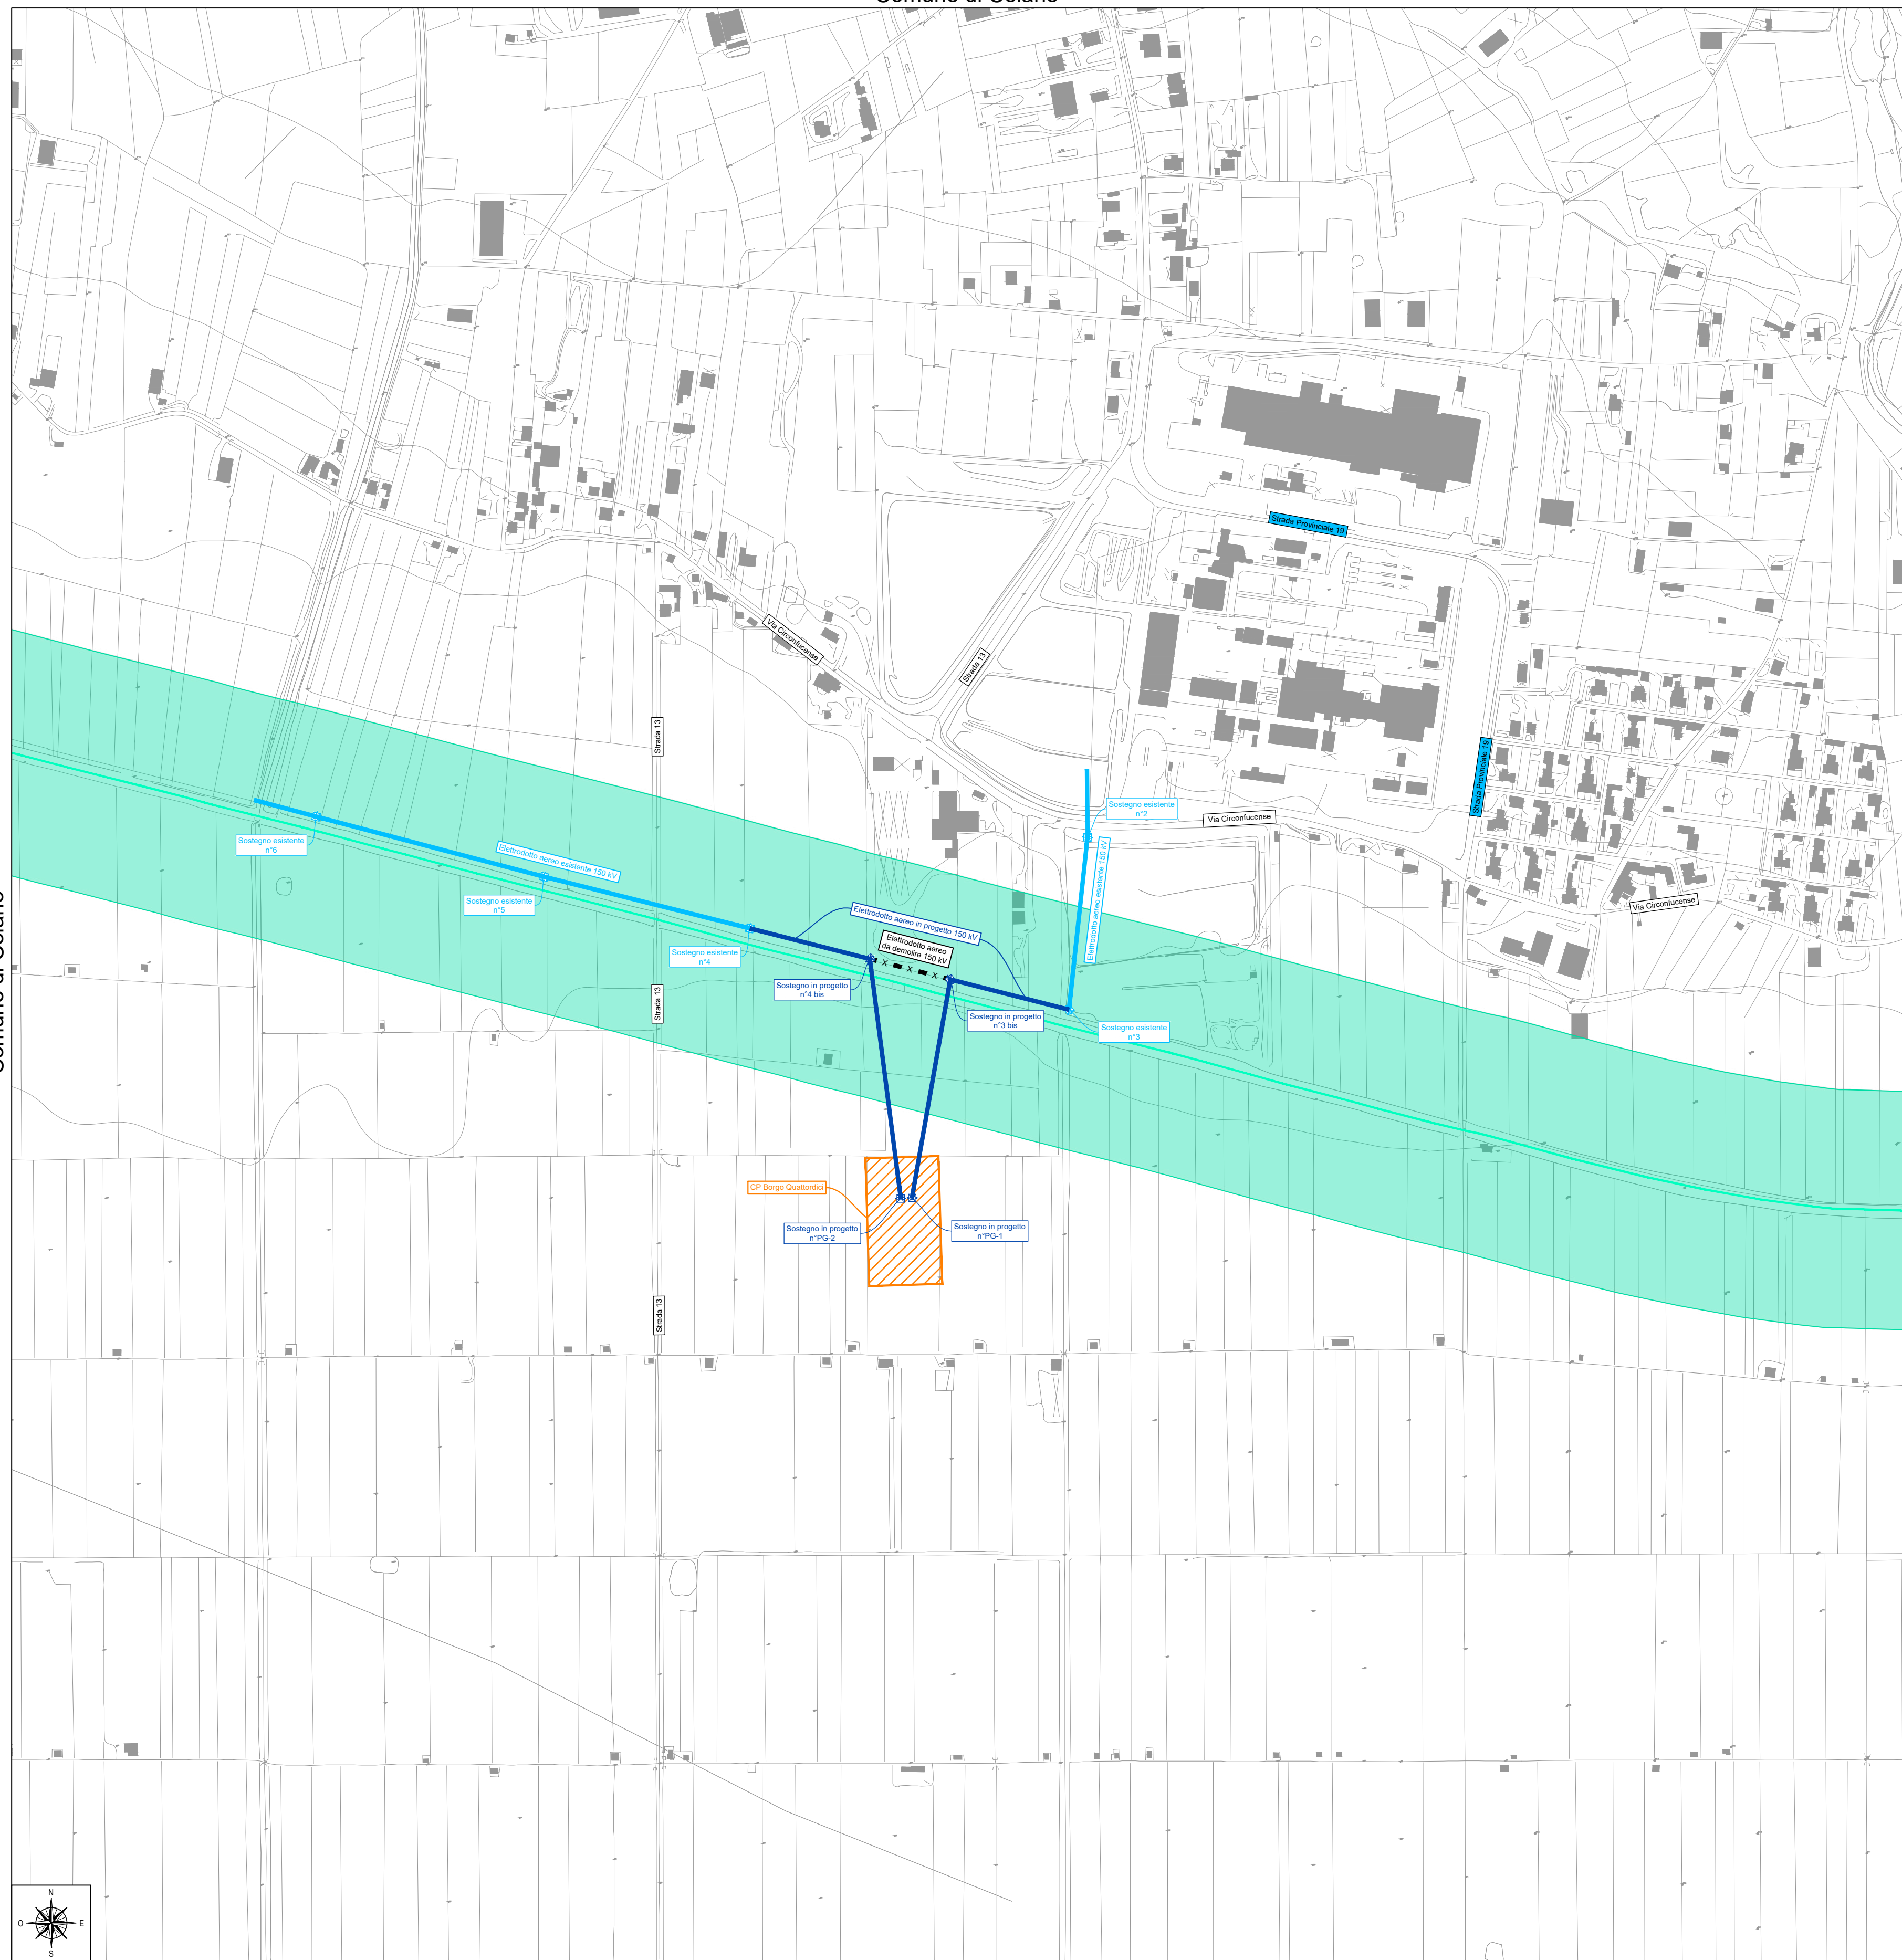 Strada Provinciale 19
Via Circonfucense
Strada 13
Strada 13
Strada Provinciale 19
Sostegno esistente
n°2
Via Circonfucense
Sostegno esistente
n°6
Elettrodotto aereo esistente 150 kV
Elettrodotto aereo esistente 150 kV
Sostegno esistente
n°5
Via Circonfucense
Elettrodotto aereo in progetto 150 kV
Elettrodotto aereo
da demolire 150 kV
Sostegno esistente
n°4
X X X
Sostegno in progetto
n°4 bis
Strada 13
Sostegno in progetto
n°3 bis
Sostegno esistente
n°3
CP Borgo Quattordici
Sostegno in progetto
n°PG-2
Sostegno in progetto
n°PG-1
Strada 13
N
O
E
S